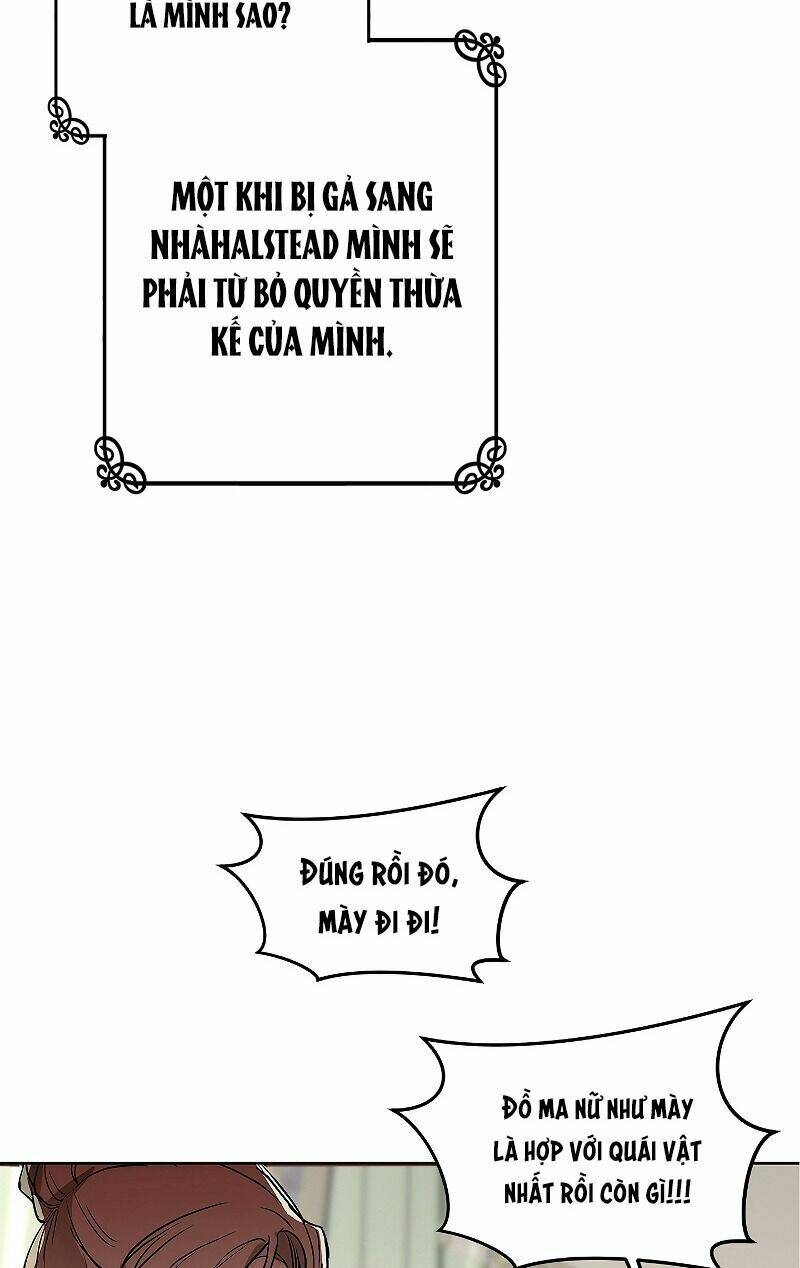 LÀ MÌNH SAO?
MỘT KHI BỊ GẢ SANG
NHÀHALSTEAD MÌNH SẼ
PHẢI TỪ BỎ QUYỀN THỪA
KẾ CỦA MÌNH.
ĐÚNG RỒI ĐÓ,
MÀY ĐI ĐI!
ĐỒ MA NỮ NHƯ MÀY
LÀ HỢP VỚI QUÁI VẬT
NHẤT RỒI CÒN GÌ!!!